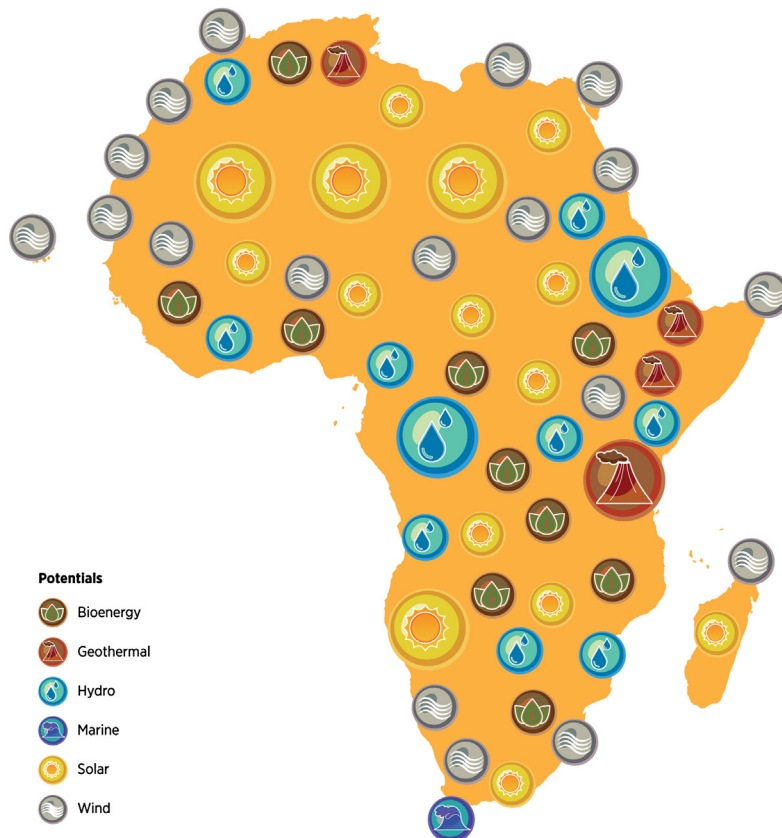 Potentials
Bioenergy
Geothermal
Hydro
Marine
Solar
Wind